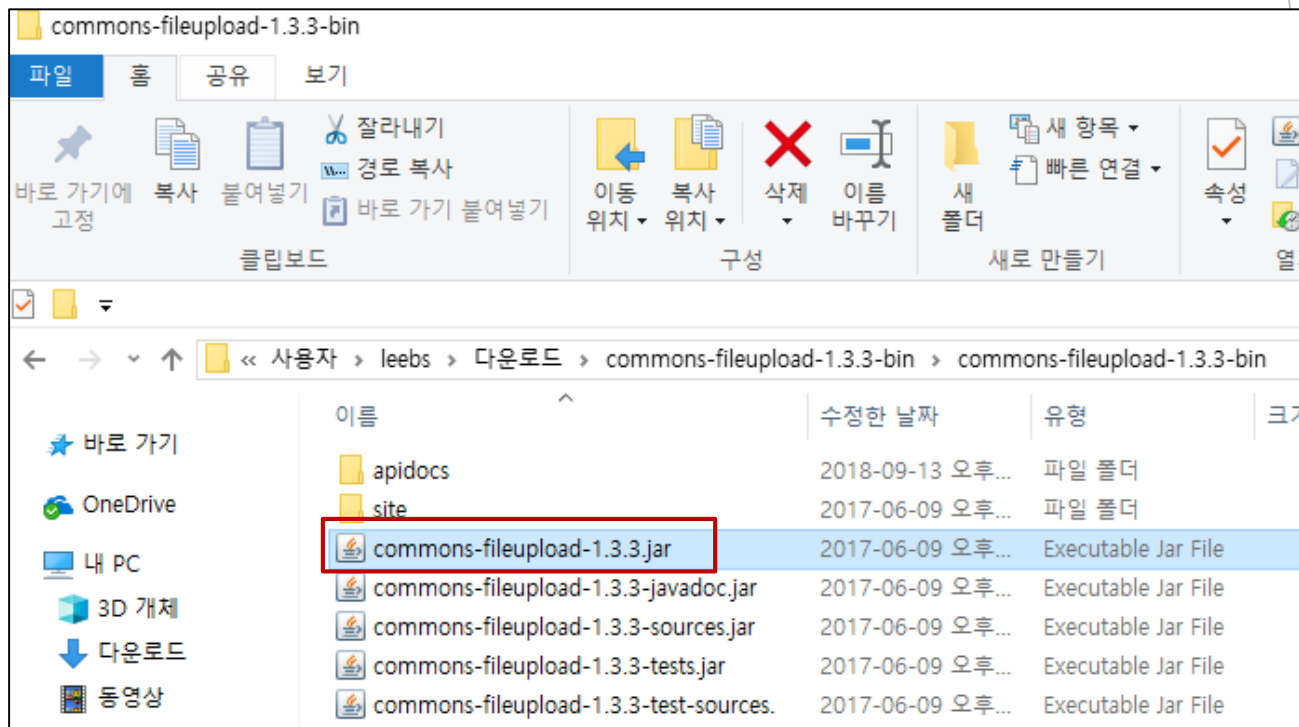 commons-fileupload-1.3.3-bin
파일 홈 공유 보기
바로 가기에 고정
복사
붙여넣기
잘라내기
경로 복사
바로 가기 붙여넣기
클립보드
이동 위치
복사 위치
삭제
이름 바꾸기
구성
새 폴더
새 항목
빠른 연결
새로 만들기
속성
« 사용자 > leebs > 다운로드 > commons-fileupload-1.3.3-bin > commons-fileupload-1.3.3-bin
이름 수정한 날짜 유형
바로 가기
OneDrive
내 PC
3D 개체
다운로드
동영상
apidocs 2018-09-13 오후... 파일 폴더
site 2017-06-09 오후... 파일 폴더
commons-fileupload-1.3.3.jar 2017-06-09 오후... Executable Jar File
commons-fileupload-1.3.3-javadoc.jar 2017-06-09 오후... Executable Jar File
commons-fileupload-1.3.3-sources.jar 2017-06-09 오후... Executable Jar File
commons-fileupload-1.3.3-tests.jar 2017-06-09 오후... Executable Jar File
commons-fileupload-1.3.3-test-sources. 2017-06-09 오후... Executable Jar File